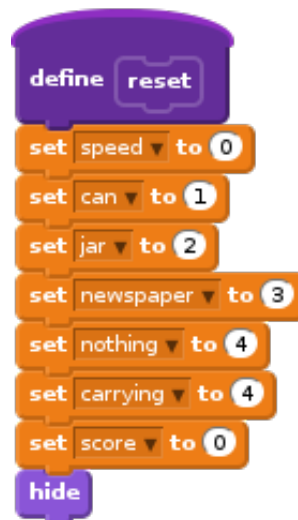 define reset
set speed to 0
set can to 1
set jar to 2
set newspaper to 3
set nothing to 4
set carrying to 4
set score to 0
hide